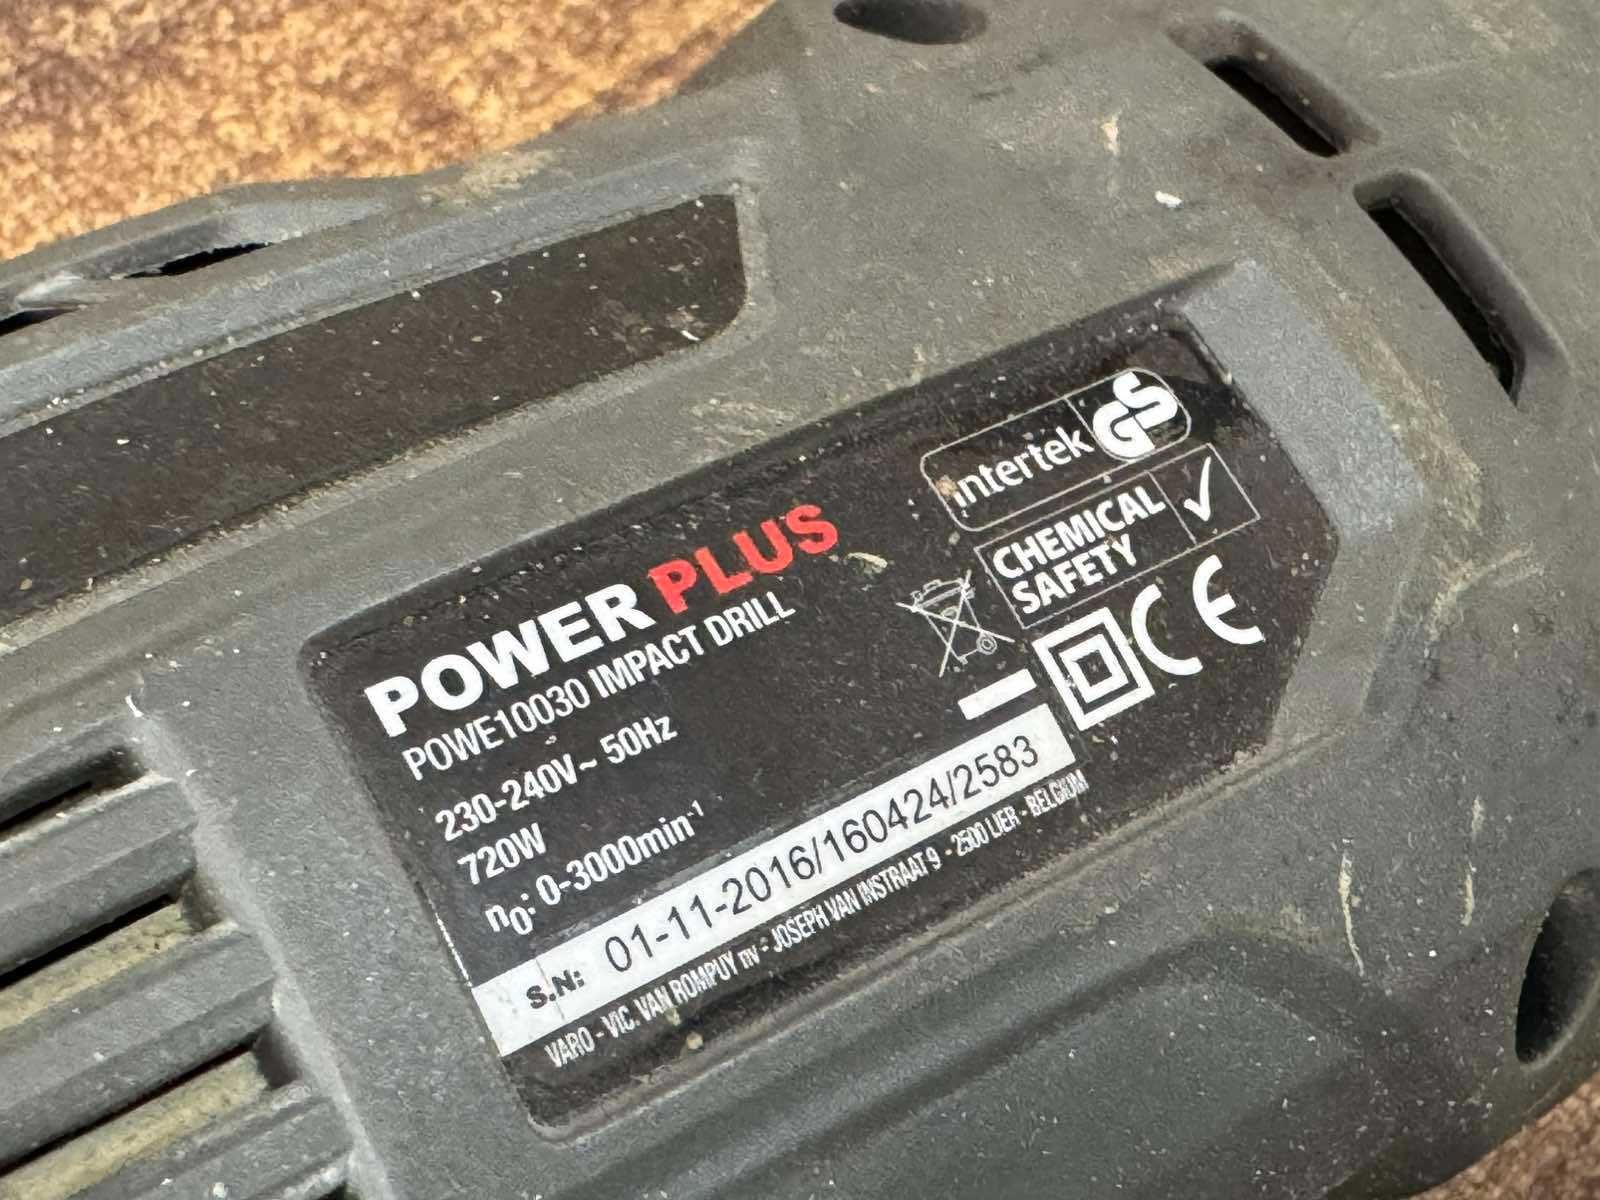 intertek GS
CHEMICAL
SAFETY
CE
POWER PLUS
POWE10030 IMPACT DRILL
230-240V~ 50Hz
720W
n₀: 0-3000min⁻¹
S.N: 01-11-2016/160424/2583
VARO - VIC. VAN ROMPUY nv - JOSEPH VAN INSTRAAT 9 - 2500 LIER - BELGIUM